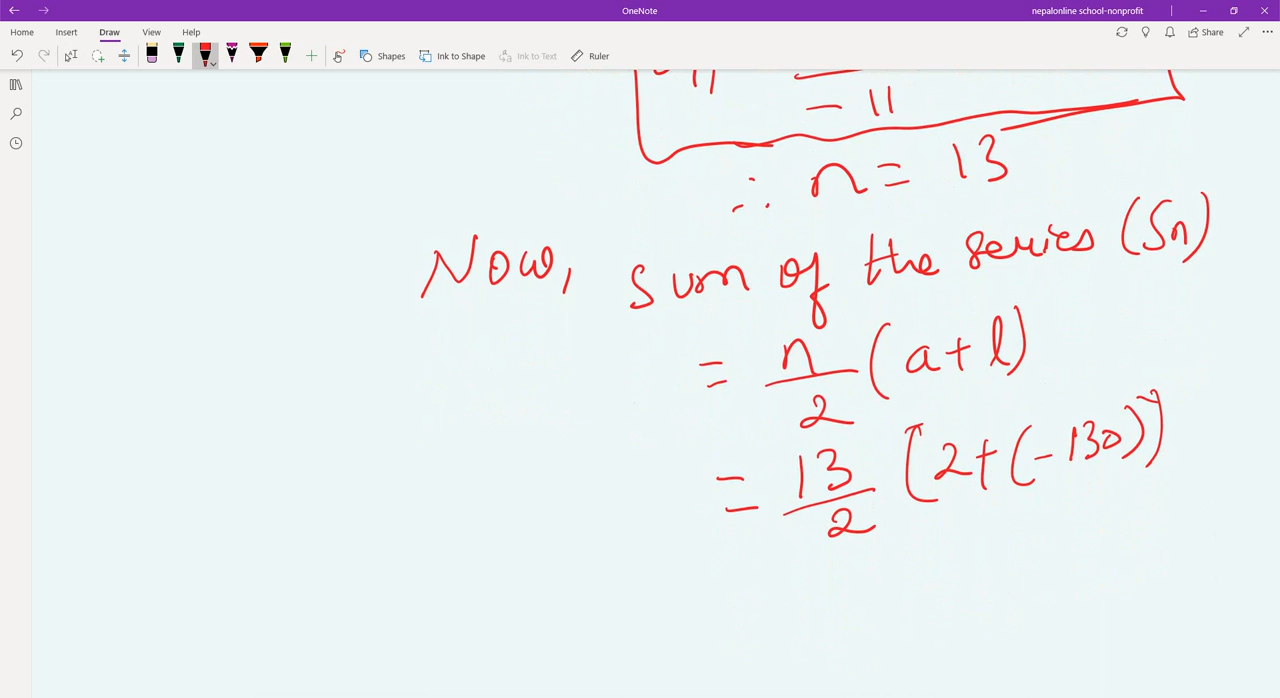 OneNote
nepalonline school-nonprofit
Home Insert Draw View Help
Share
Shapes Ink to Shape Ink to Text Ruler
= 11
∴ n = 13
Now, sum of the series (Sn)
= n/2 (a + l)
= 13/2 [2 + (-130)]